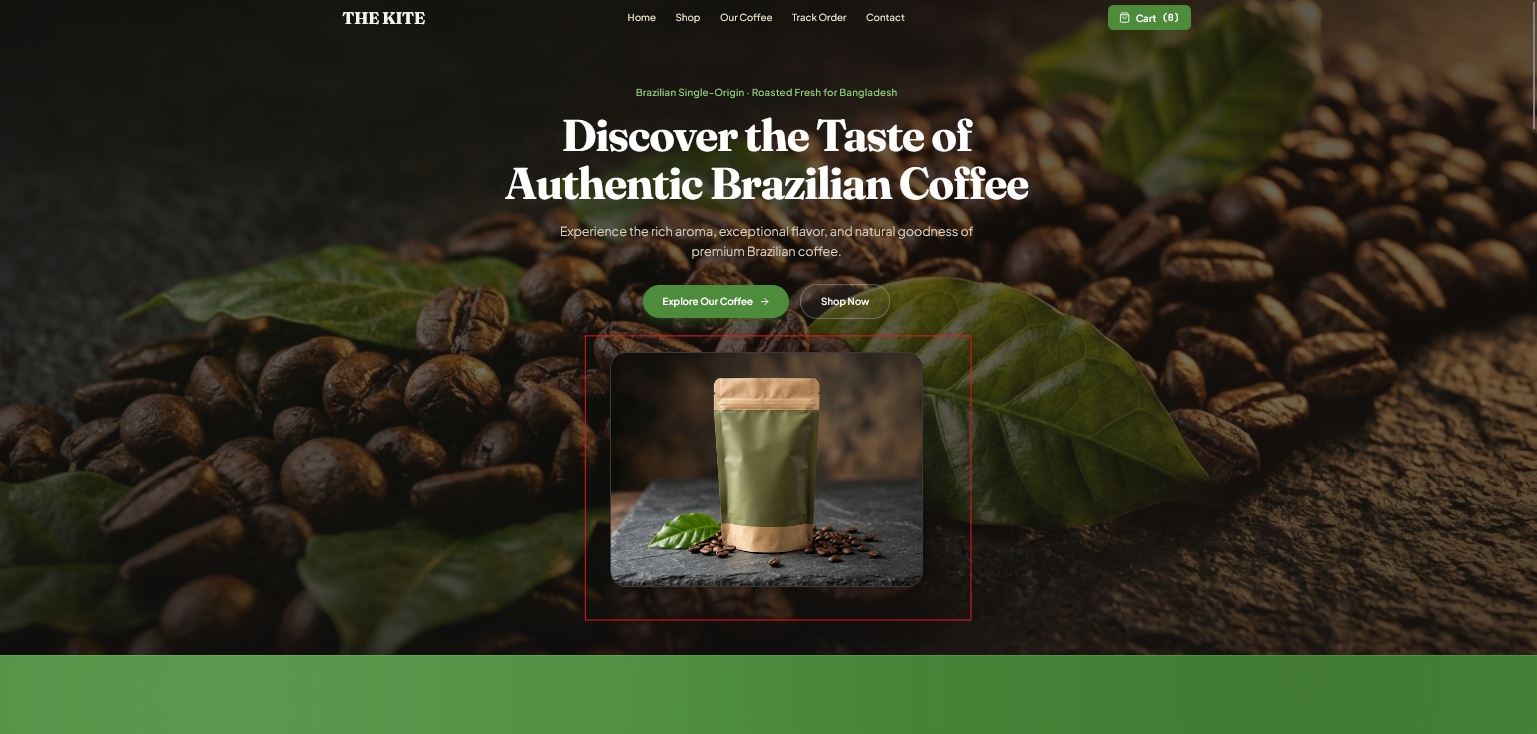 THE KITE
Home Shop Our Coffee Track Order Contact
Cart (0)
Brazilian Single-Origin · Roasted Fresh for Bangladesh
Discover the Taste of
Authentic Brazilian Coffee
Experience the rich aroma, exceptional flavor, and natural goodness of
premium Brazilian coffee.
Explore Our Coffee →
Shop Now